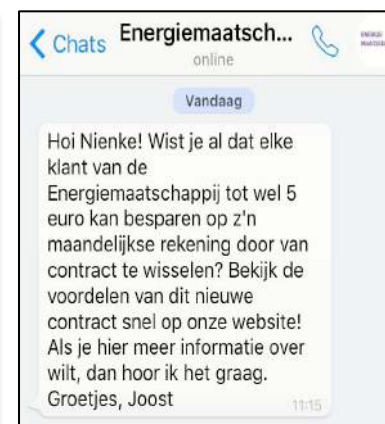 Chats
Energiemaatsch...
online
Vandaag
Hoi Nienke! Wist je al dat elke
klant van de
Energiemaatschappij tot wel 5
euro kan besparen op z'n
maandelijkse rekening door van
contract te wisselen? Bekijk de
voordelen van dit nieuwe
contract snel op onze website!
Als je hier meer informatie over
wilt, dan hoor ik het graag.
Groetjes, Joost
11:15